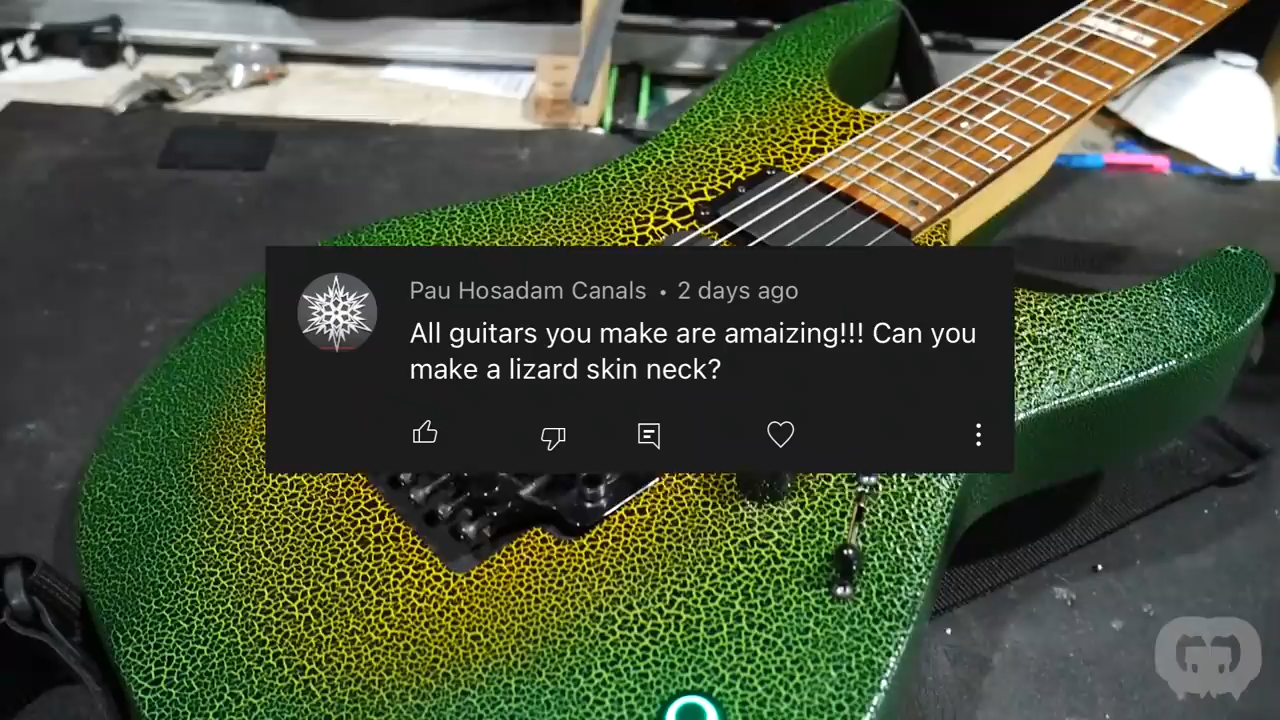 Pau Hosadam Canals • 2 days ago
All guitars you make are amaizing!!! Can you
make a lizard skin neck?